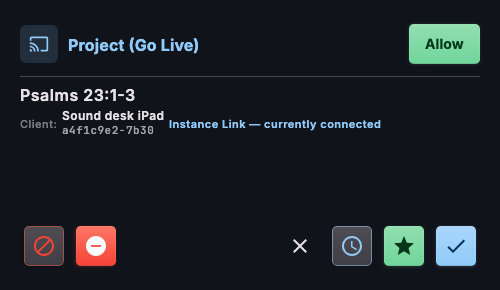 Project (Go Live)
Allow
Psalms 23:1-3
Client: Sound desk iPad
a4f1c9e2-7b30
Instance Link — currently connected